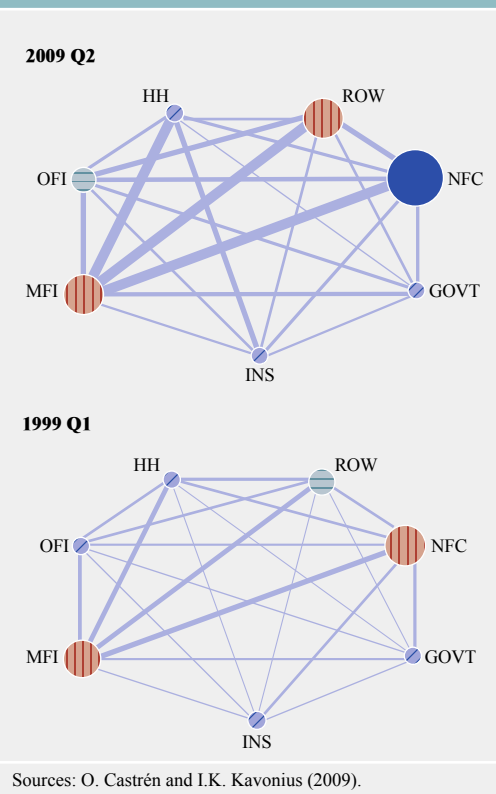 2009 Q2
HH
ROW
OFI
NFC
MFI
GOVT
INS
1999 Q1
HH
ROW
OFI
NFC
MFI
GOVT
INS
Sources: O. Castrén and I.K. Kavonius (2009).